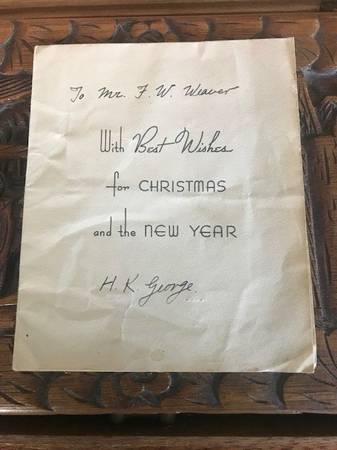 To Mr. F. W. Weaver
With Best Wishes
for CHRISTMAS
and the NEW YEAR
H. K. George.